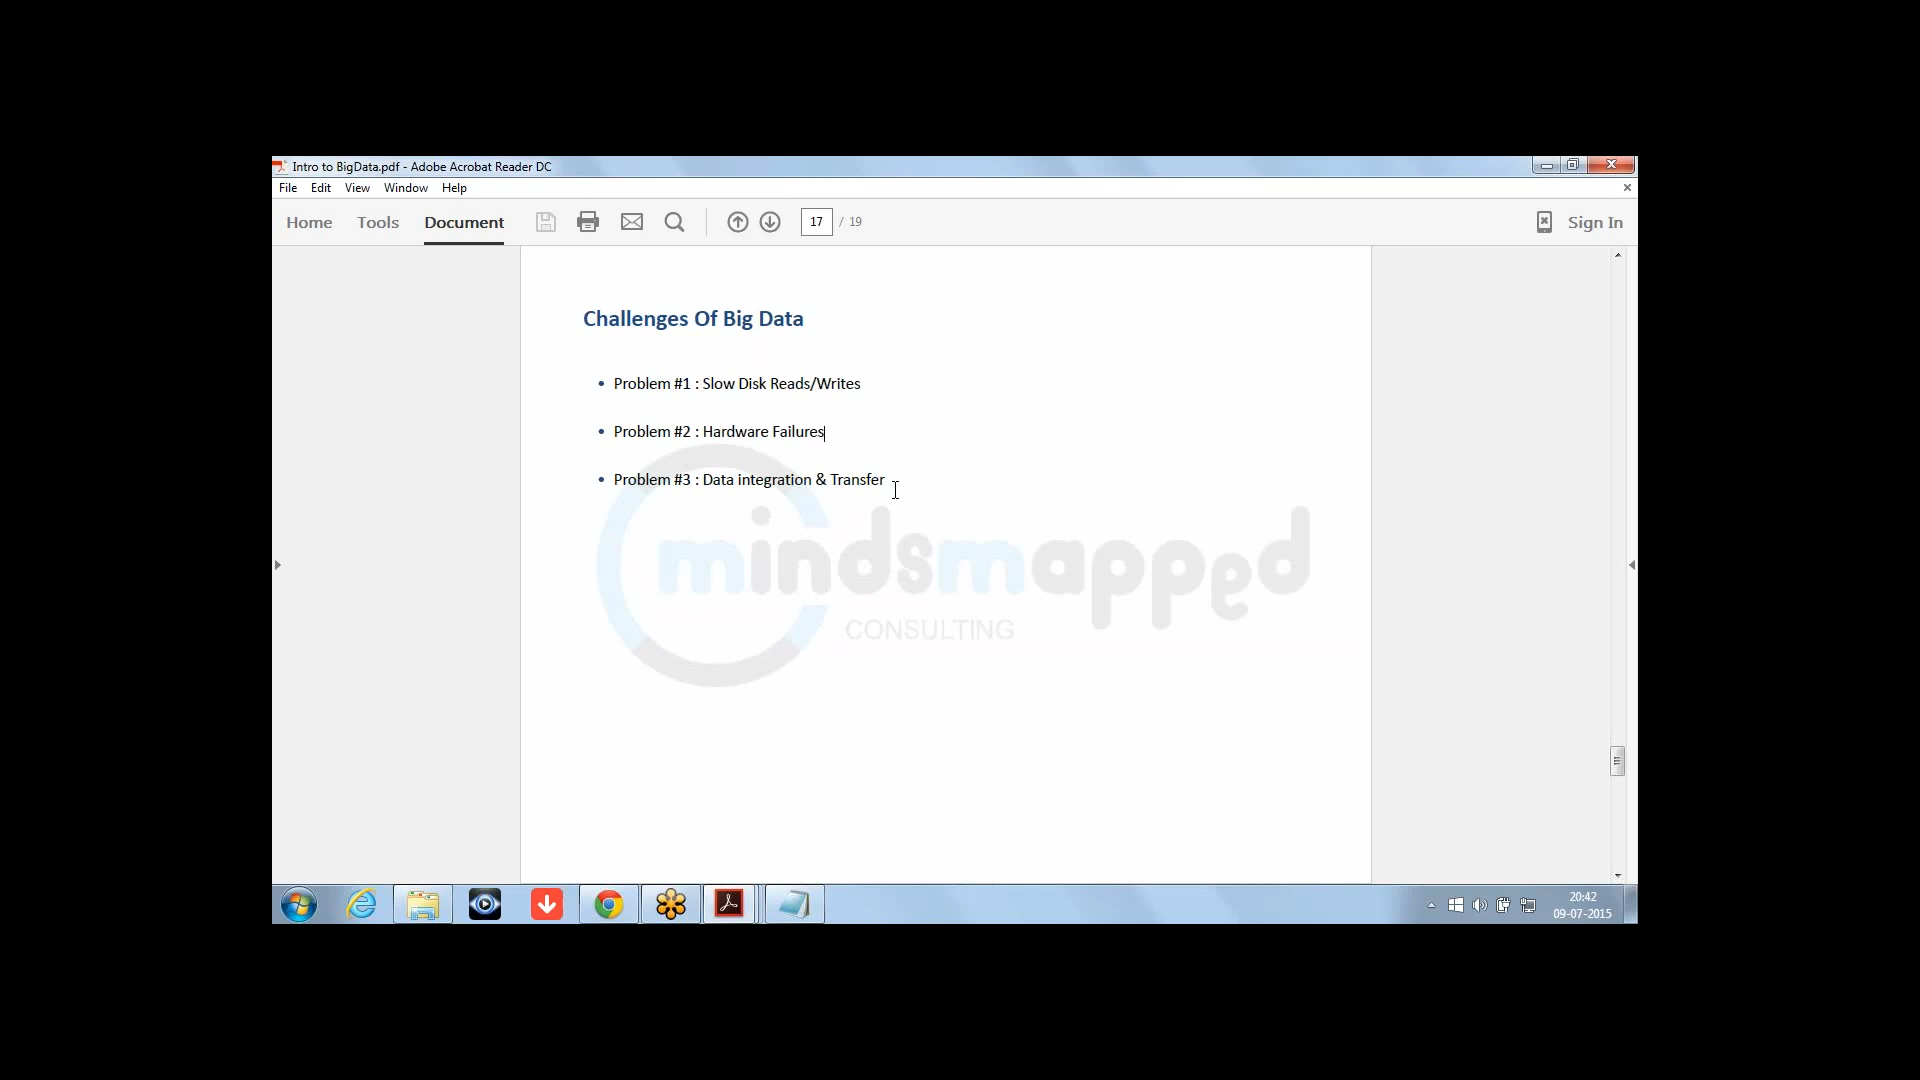 Intro to BigData.pdf - Adobe Acrobat Reader DC
File Edit View Window Help
Home Tools Document 17 / 19 Sign In
Challenges Of Big Data
• Problem #1 : Slow Disk Reads/Writes
• Problem #2 : Hardware Failures
• Problem #3 : Data integration & Transfer
mindsmapped
CONSULTING
20:42
09-07-2015